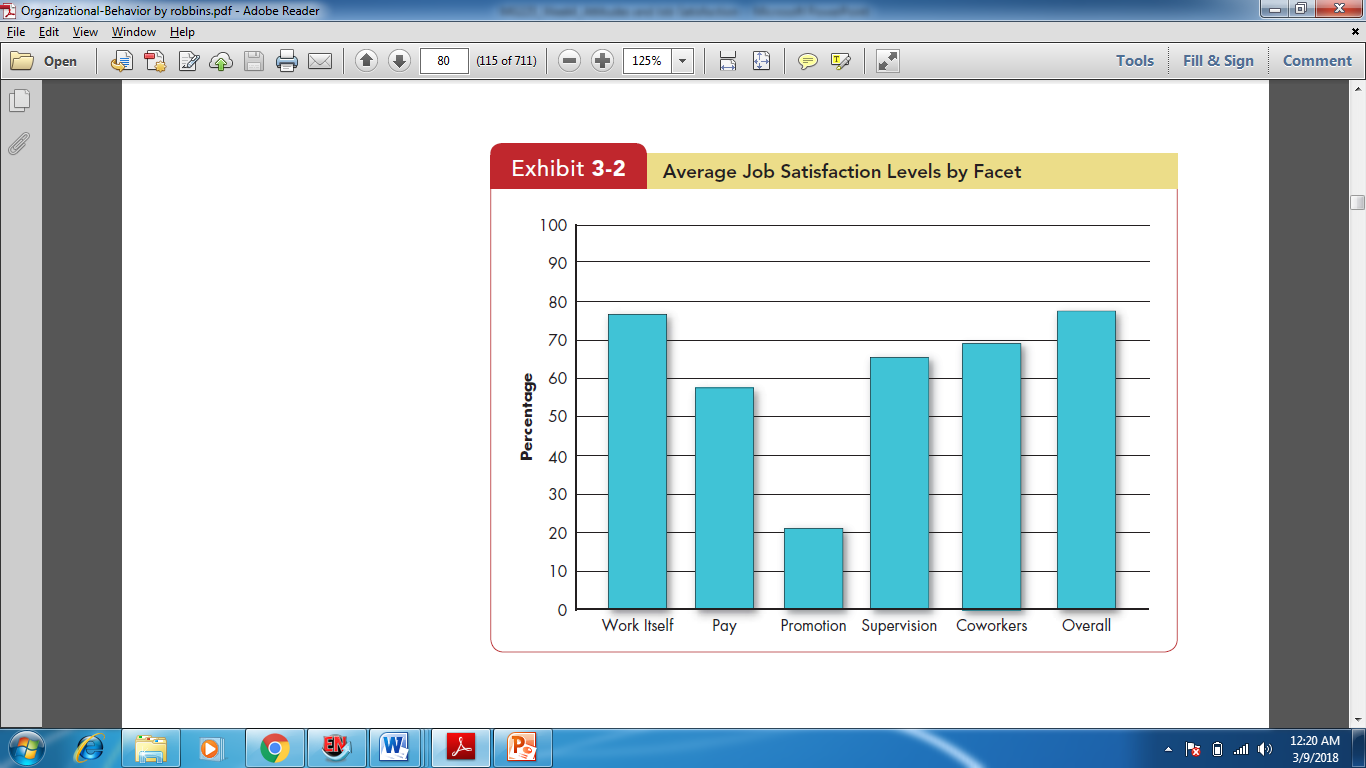 Organizational-Behavior by robbins.pdf - Adobe Reader
File Edit View Window Help
Open 80 (115 of 711) 125% Tools Fill & Sign Comment
Exhibit 3-2 Average Job Satisfaction Levels by Facet
100
90
80
70
60
50
40
30
20
10
0
Percentage
Work Itself Pay Promotion Supervision Coworkers Overall
12:20 AM
3/9/2018